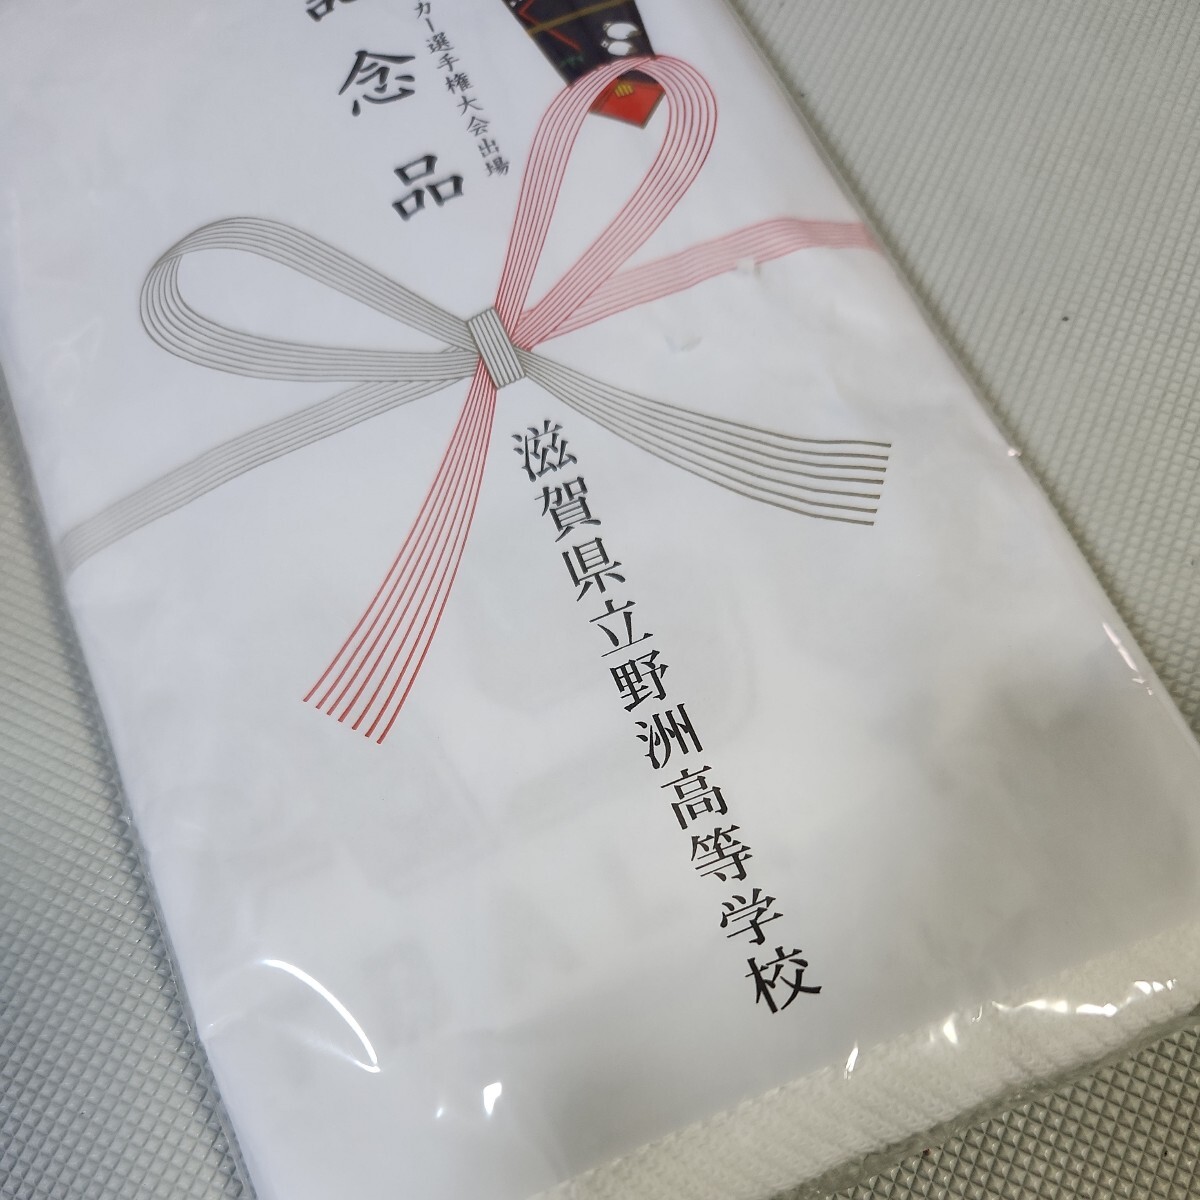 カー選手権大会出場
記念品
滋賀県立野洲高等学校